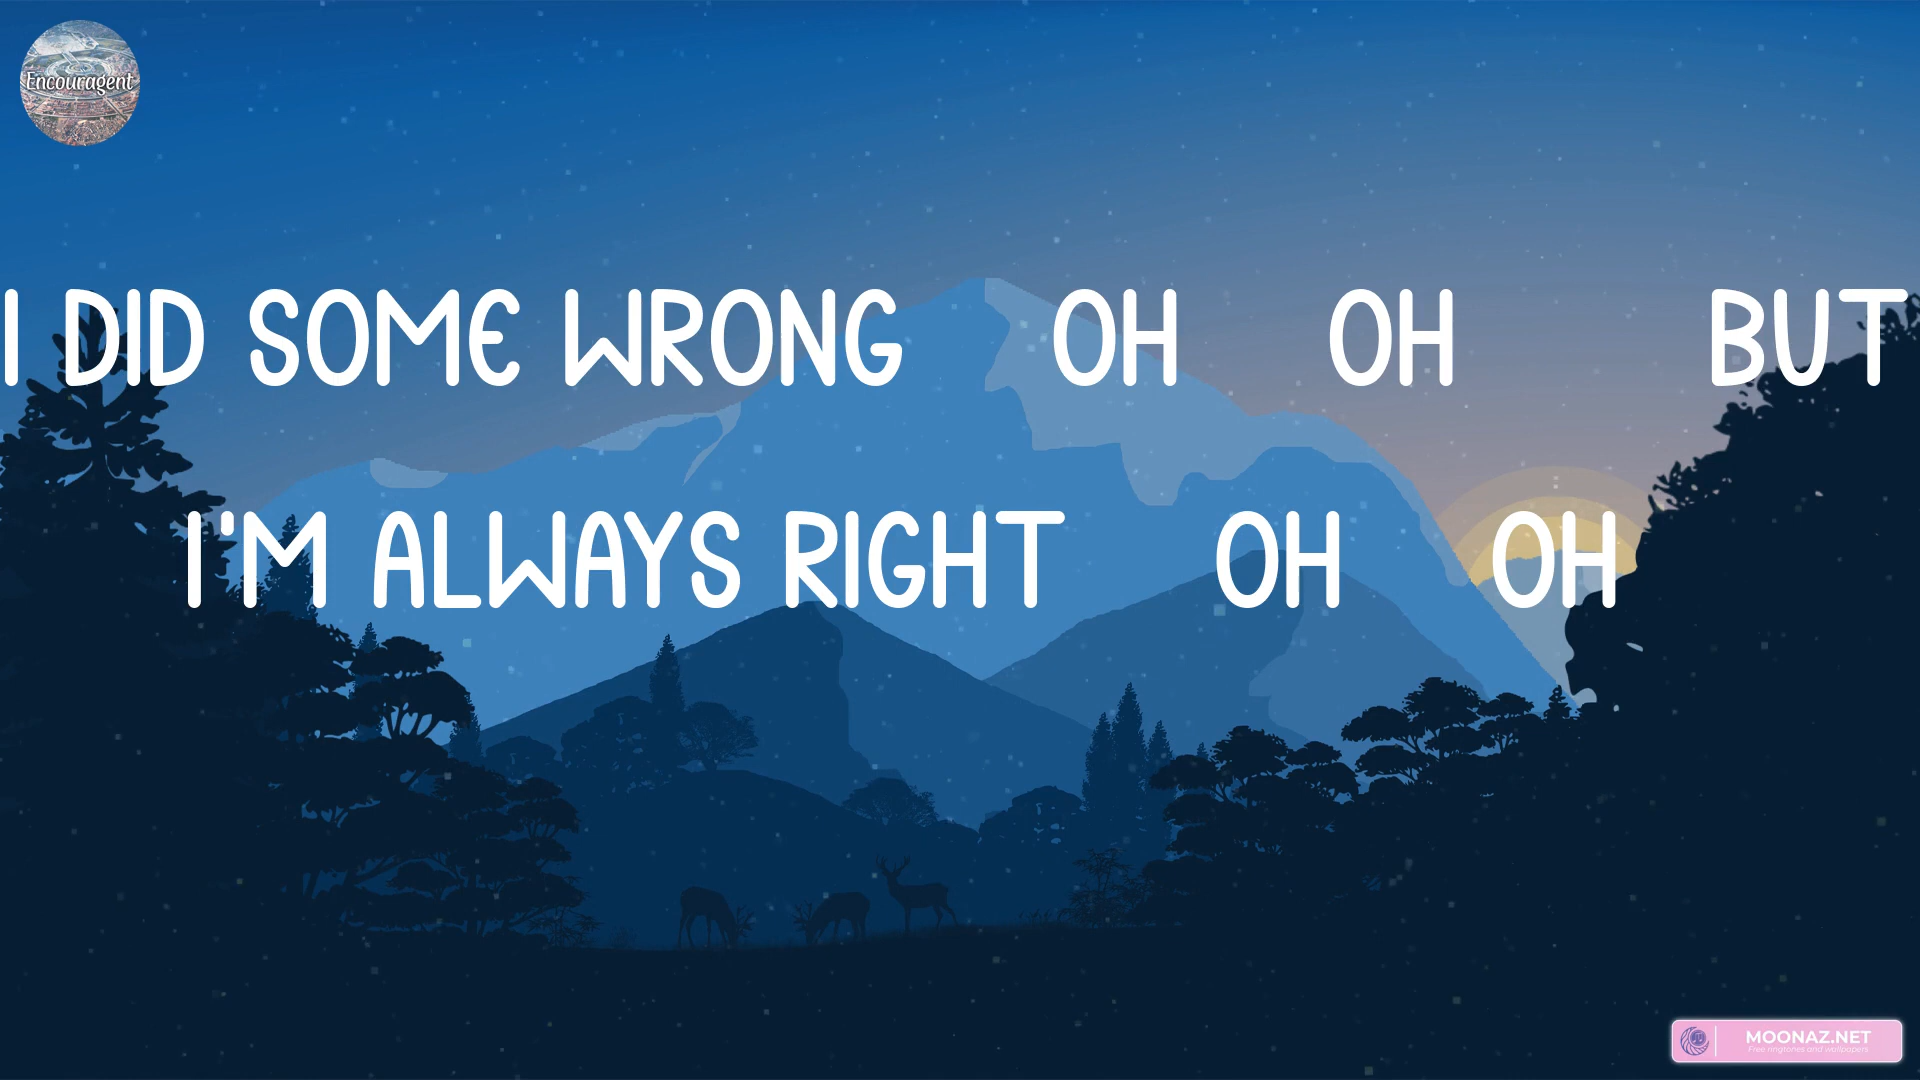 Encouragent
I DID SOME WRONG OH OH BUT
I'M ALWAYS RIGHT OH OH
MOONAZ.NET
Free ringtones and wallpapers